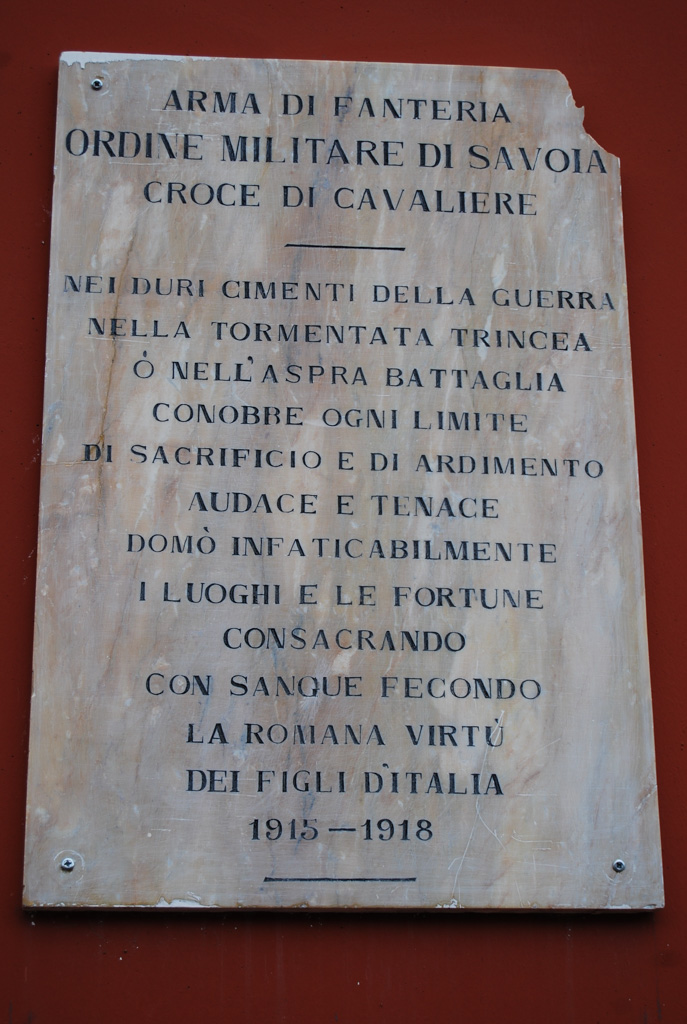 ARMA DI FANTERIA
ORDINE MILITARE DI SAVOIA
CROCE DI CAVALIERE
NEI DURI CIMENTI DELLA GUERRA
NELLA TORMENTATA TRINCEA
Ó NELL'ASPRA BATTAGLIA
CONOBBE OGNI LIMITE
DI SACRIFICIO E DI ARDIMENTO
AUDACE E TENACE
DOMÒ INFATICABILMENTE
I LUOGHI E LE FORTUNE
CONSACRANDO
CON SANGUE FECONDO
LA ROMANA VIRTÙ
DEI FIGLI D'ITALIA
1915—1918